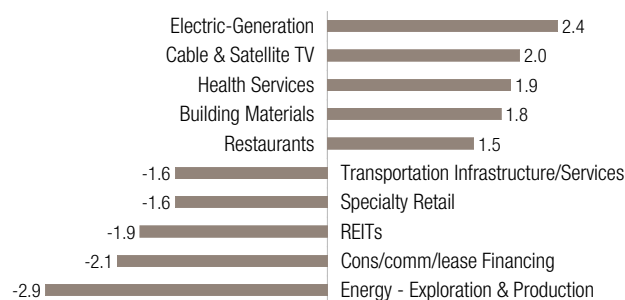 Electric-Generation 2.4
Cable & Satellite TV 2.0
Health Services 1.9
Building Materials 1.8
Restaurants 1.5
-1.6 Transportation Infrastructure/Services
-1.6 Specialty Retail
-1.9 REITs
-2.1 Cons/comm/lease Financing
-2.9 Energy - Exploration & Production